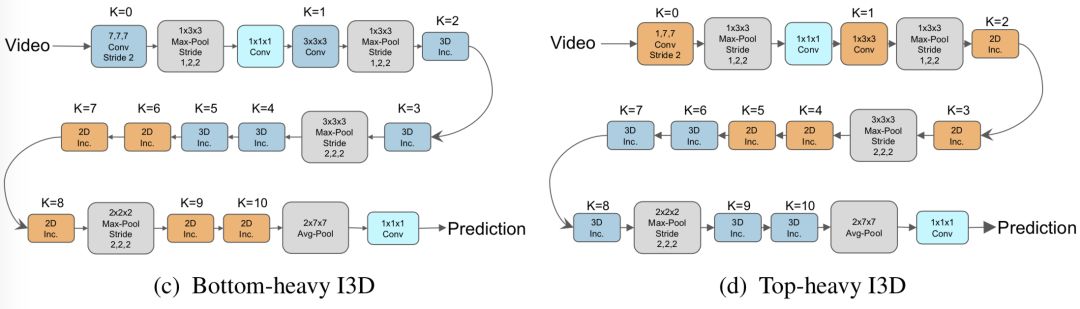 K=0
K=1
K=2
Video
7,7,7
Conv
Stride 2
1x3x3
Max-Pool
Stride
1,2,2
1x1x1
Conv
3x3x3
Conv
1x3x3
Max-Pool
Stride
1,2,2
3D
Inc.
K=7
K=6
K=5
K=4
K=3
2D
Inc.
2D
Inc.
3D
Inc.
3D
Inc.
3x3x3
Max-Pool
Stride
2,2,2
3D
Inc.
K=8
K=9
K=10
2D
Inc.
2x2x2
Max-Pool
Stride
2,2,2
2D
Inc.
2D
Inc.
2x7x7
Avg-Pool
1x1x1
Conv
Prediction
(c) Bottom-heavy I3D
K=0
K=1
K=2
Video
1,7,7
Conv
Stride 2
1x3x3
Max-Pool
Stride
1,2,2
1x1x1
Conv
1x3x3
Conv
1x3x3
Max-Pool
Stride
1,2,2
2D
Inc.
K=7
K=6
K=5
K=4
K=3
3D
Inc.
3D
Inc.
2D
Inc.
2D
Inc.
3x3x3
Max-Pool
Stride
2,2,2
2D
Inc.
K=8
K=9
K=10
3D
Inc.
2x2x2
Max-Pool
Stride
2,2,2
3D
Inc.
3D
Inc.
2x7x7
Avg-Pool
1x1x1
Conv
Prediction
(d) Top-heavy I3D